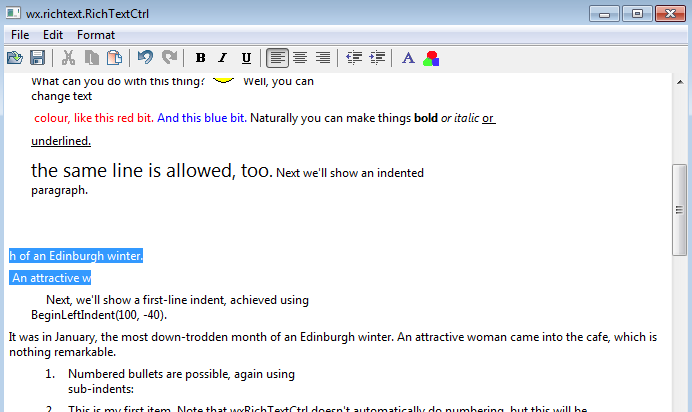 wx.richtext.RichTextCtrl
File Edit Format
B I U A
What can you do with this thing? Well, you can
change text
colour, like this red bit. And this blue bit. Naturally you can make things bold or italic or
underlined.
the same line is allowed, too. Next we'll show an indented
paragraph.
h of an Edinburgh winter.
An attractive w
Next, we'll show a first-line indent, achieved using
BeginLeftIndent(100, -40).
It was in January, the most down-trodden month of an Edinburgh winter. An attractive woman came into the cafe, which is
nothing remarkable.
1. Numbered bullets are possible, again using
sub-indents:
2. This is my first item. Note that wxRichTextCtrl doesn't automatically do numbering, but this will be